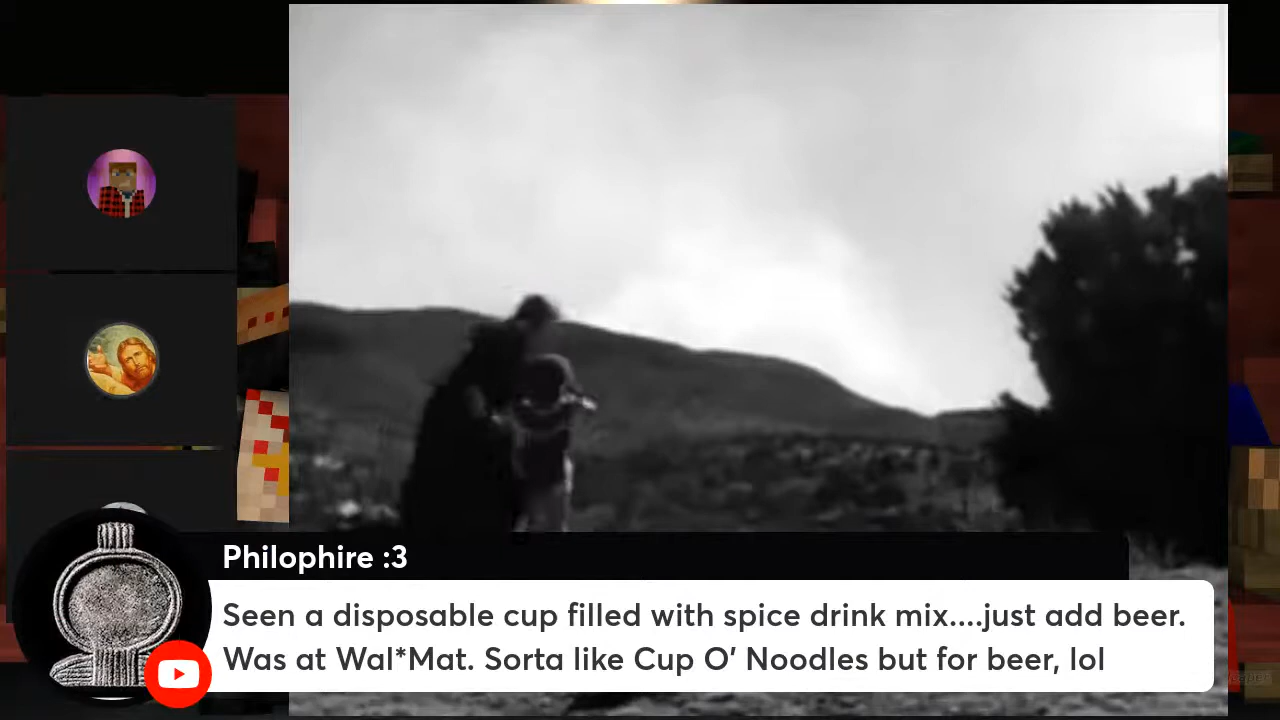 Philophire :3
Seen a disposable cup filled with spice drink mix....just add beer.
Was at Wal*Mat. Sorta like Cup O’ Noodles but for beer, lol